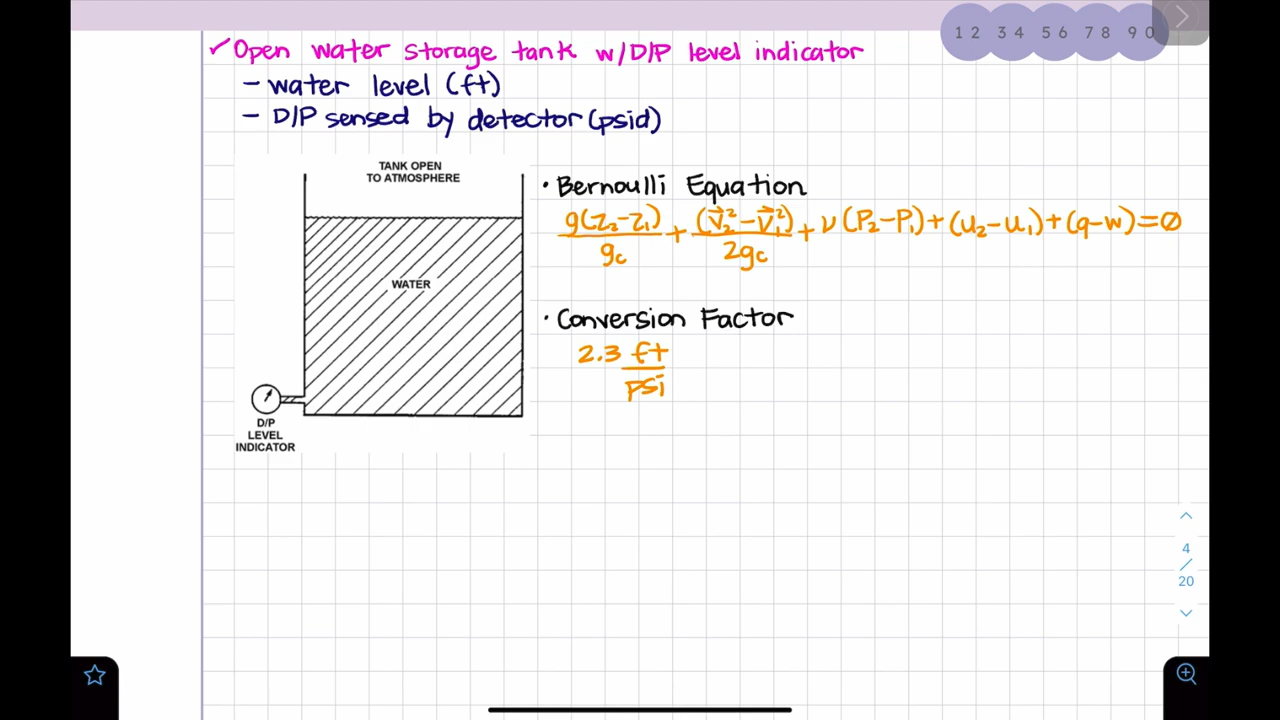 1 2 3 4 5 6 7 8 9 0
✓Open water storage tank w/D/P level indicator
- water level (ft)
- D/P sensed by detector (psid)
TANK OPEN
TO ATMOSPHERE
WATER
D/P
LEVEL
INDICATOR
· Bernoulli Equation
g(z₂-z₁)/gc + (V⃗₂²-V⃗₁²)/2gc + ν(P₂-P₁)+(u₂-u₁)+(q-w)=0
· Conversion Factor
2.3 ft/psi
4
/
20